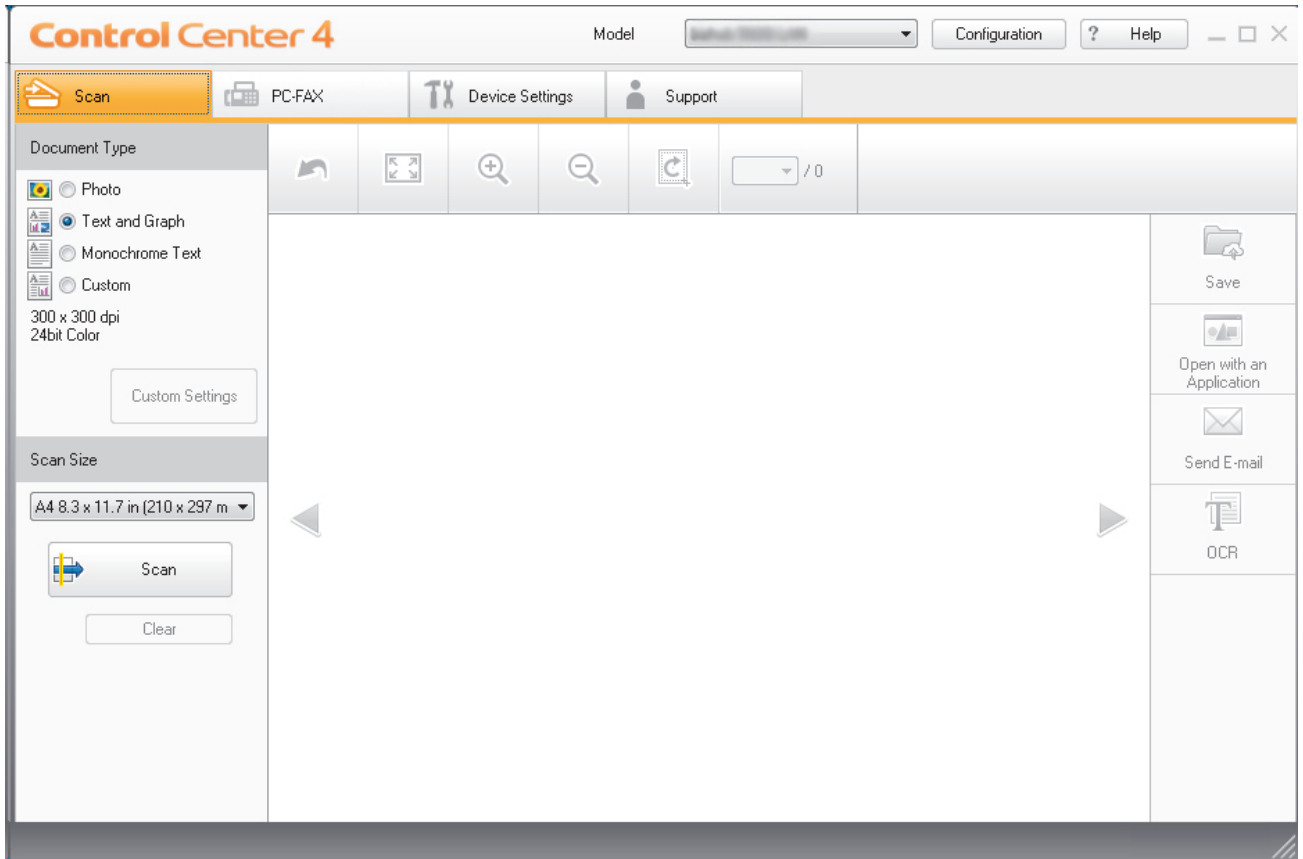 Control Center 4
Model
Configuration
? Help
Scan
PC-FAX
Device Settings
Support
Document Type
Photo
Text and Graph
Monochrome Text
Custom
300 x 300 dpi
24bit Color
Custom Settings
Scan Size
A4 8.3 x 11.7 in (210 x 297 m
Scan
Clear
/ 0
Save
Open with an
Application
Send E-mail
OCR